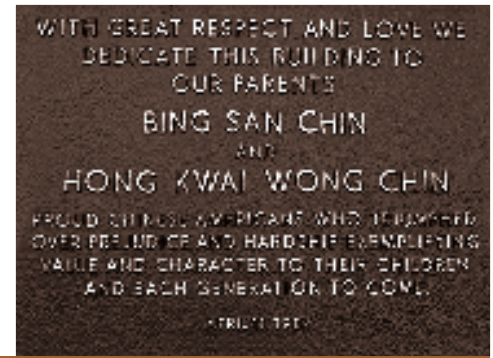 WITH GREAT RESPECT AND LOVE WE
DEDICATE THIS BUILDING TO
OUR PARENTS
BING SAN CHIN
AND
HONG KWAI WONG CHIN
PROUD CHINESE AMERICANS WHO TRIUMPHED
OVER PREJUDICE AND HARDSHIP EXEMPLIFYING
VALUE AND CHARACTER TO THEIR CHILDREN
AND EACH GENERATION TO COME.